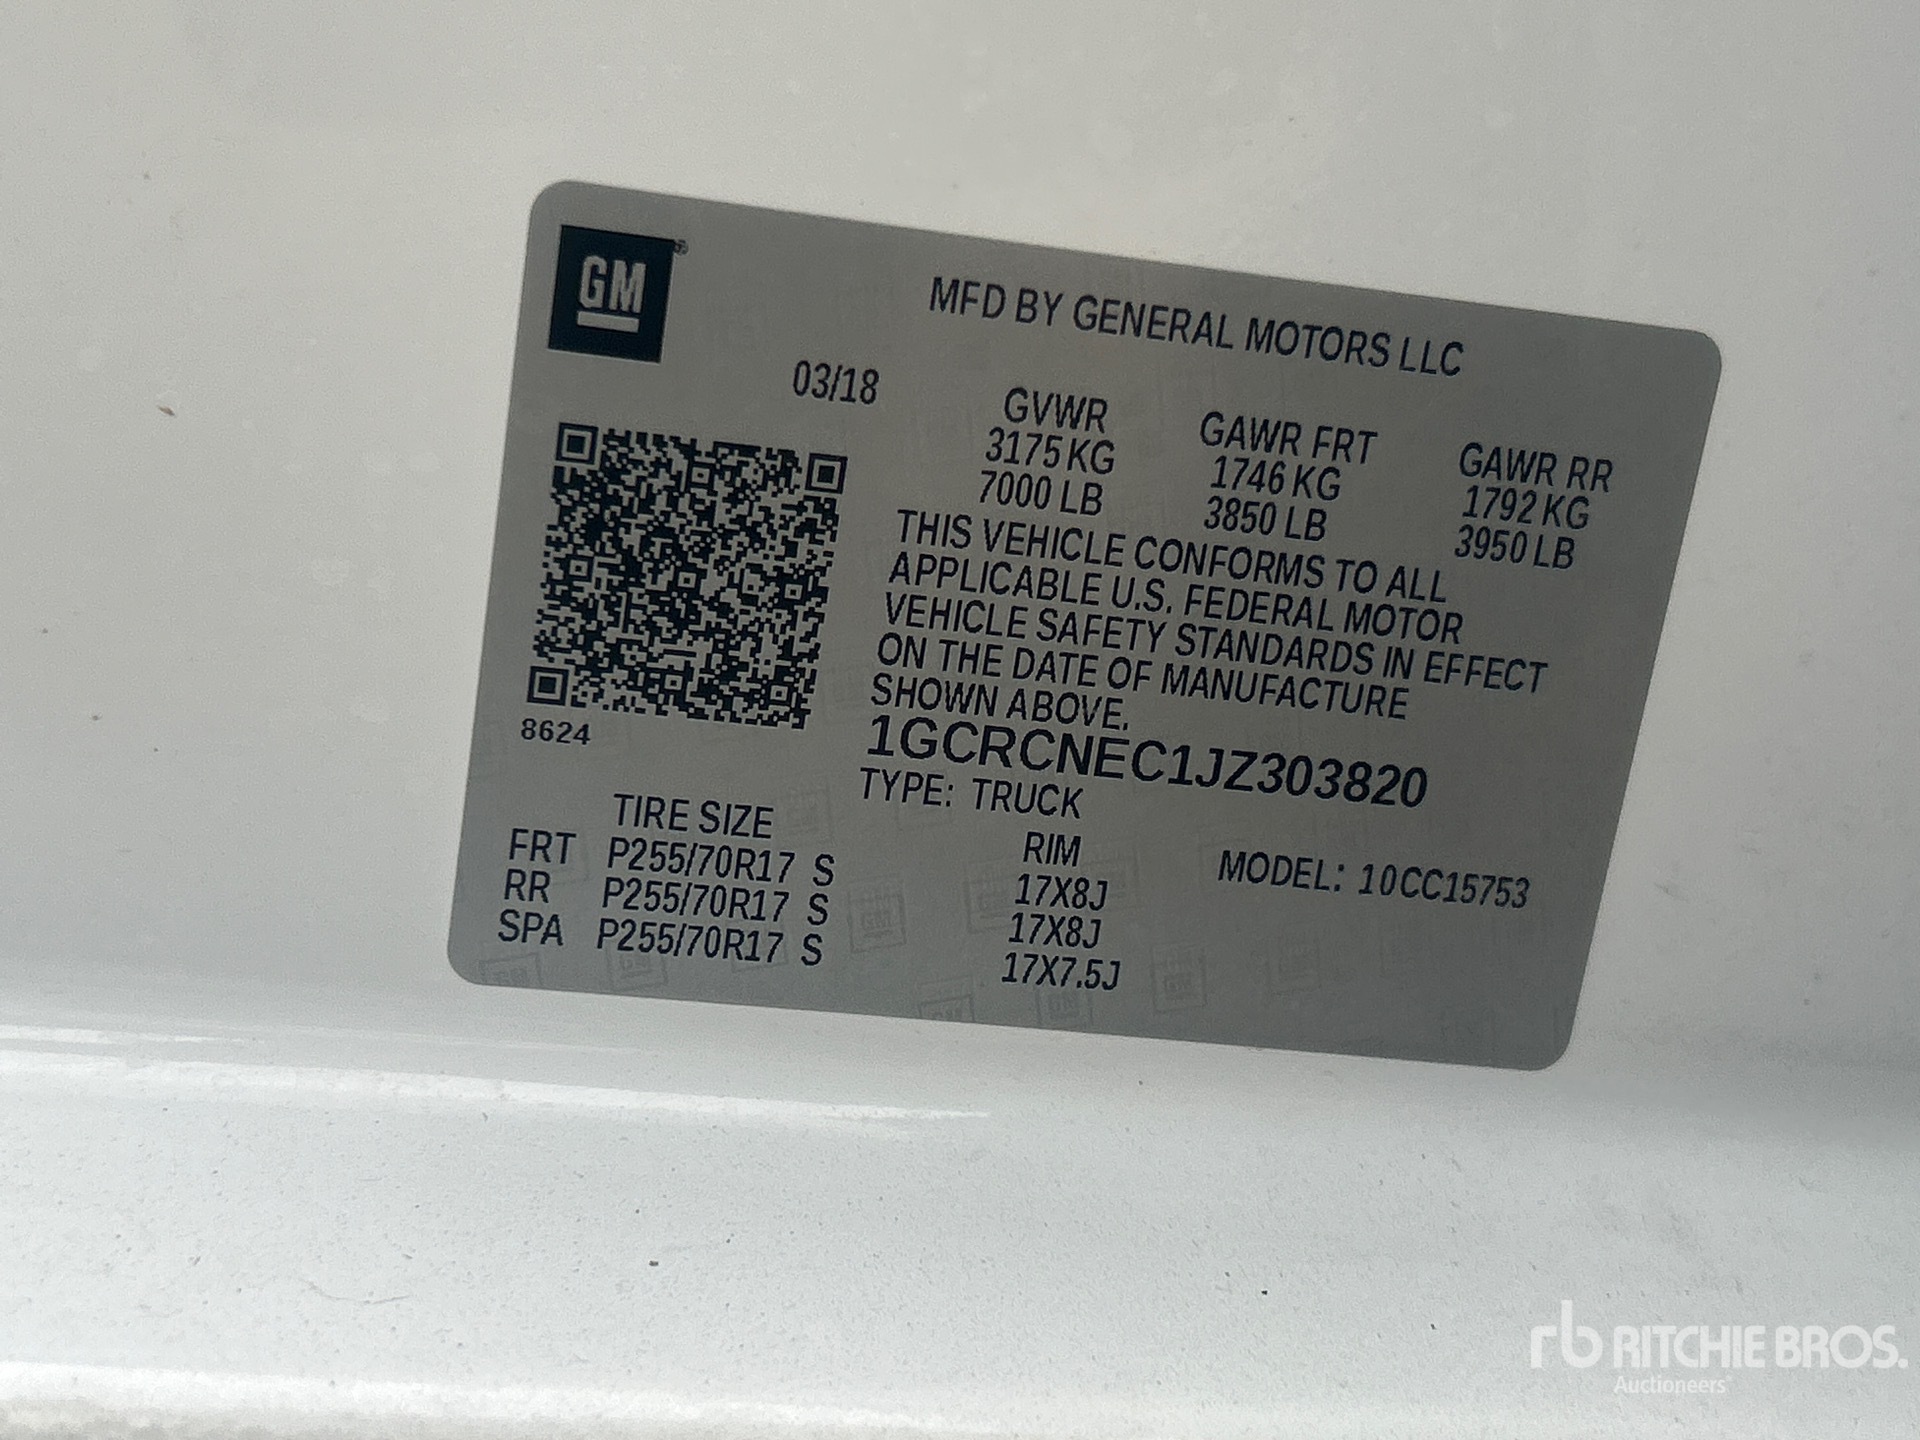 GM®
MFD BY GENERAL MOTORS LLC
03/18
GVWR GAWR FRT GAWR RR
3175 KG 1746 KG 1792 KG
7000 LB 3850 LB 3950 LB
THIS VEHICLE CONFORMS TO ALL
APPLICABLE U.S. FEDERAL MOTOR
VEHICLE SAFETY STANDARDS IN EFFECT
ON THE DATE OF MANUFACTURE
SHOWN ABOVE.
8624
1GCRCNEC1JZ303820
TYPE: TRUCK
TIRE SIZE RIM MODEL: 10CC15753
FRT P255/70R17 S 17X8J
RR P255/70R17 S 17X8J
SPA P255/70R17 S 17X7.5J
rb RITCHIE BROS.
Auctioneers